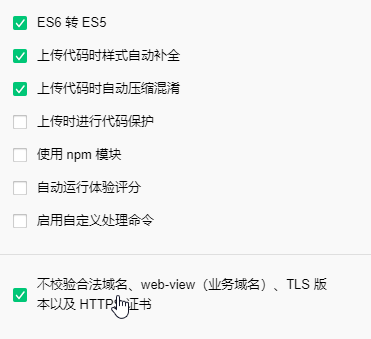 ES6 转 ES5
上传代码时样式自动补全
上传代码时自动压缩混淆
上传时进行代码保护
使用 npm 模块
自动运行体验评分
启用自定义处理命令
不校验合法域名、web-view（业务域名）、TLS 版
本以及 HTTPS 证书